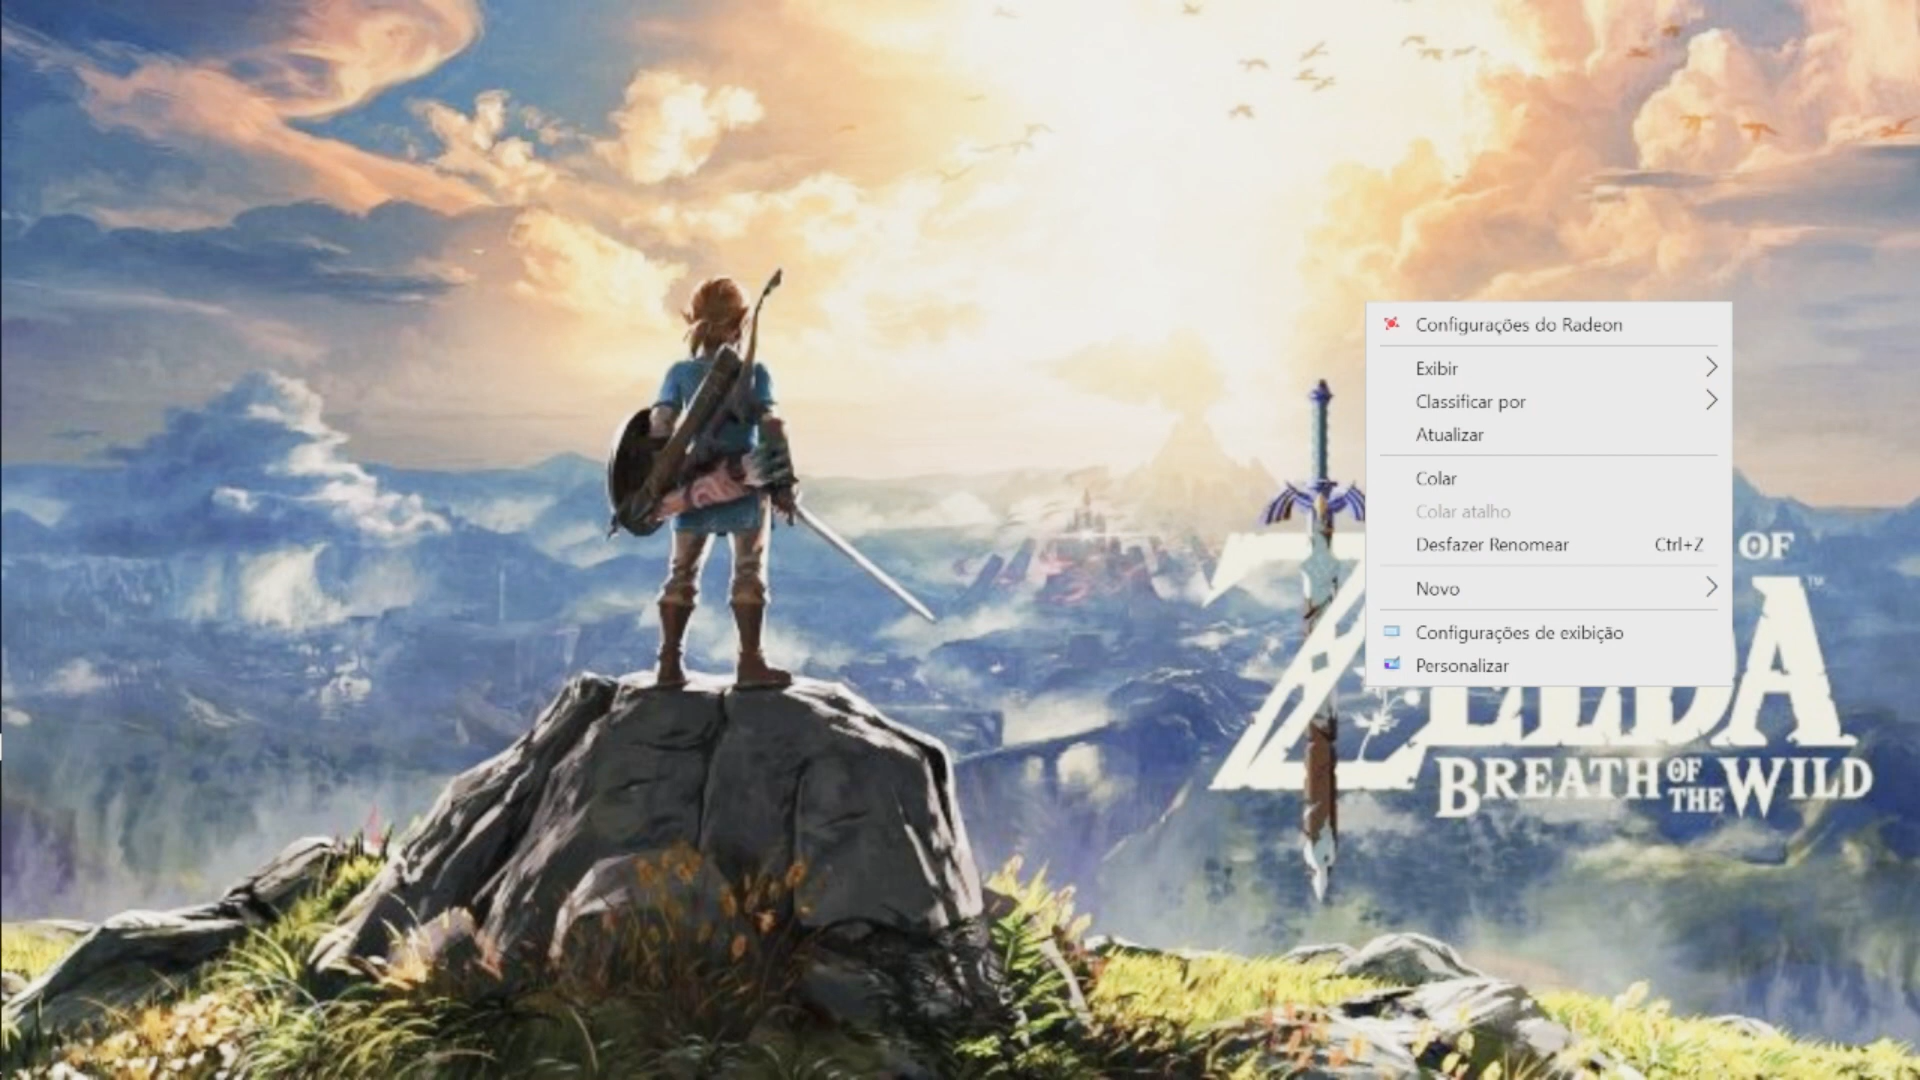 Configurações do Radeon
Exibir
Classificar por
Atualizar
Colar
Colar atalho
Desfazer Renomear Ctrl+Z
Novo
Configurações de exibição
Personalizar
OF
ZELDA
™
BREATH OF THE WILD